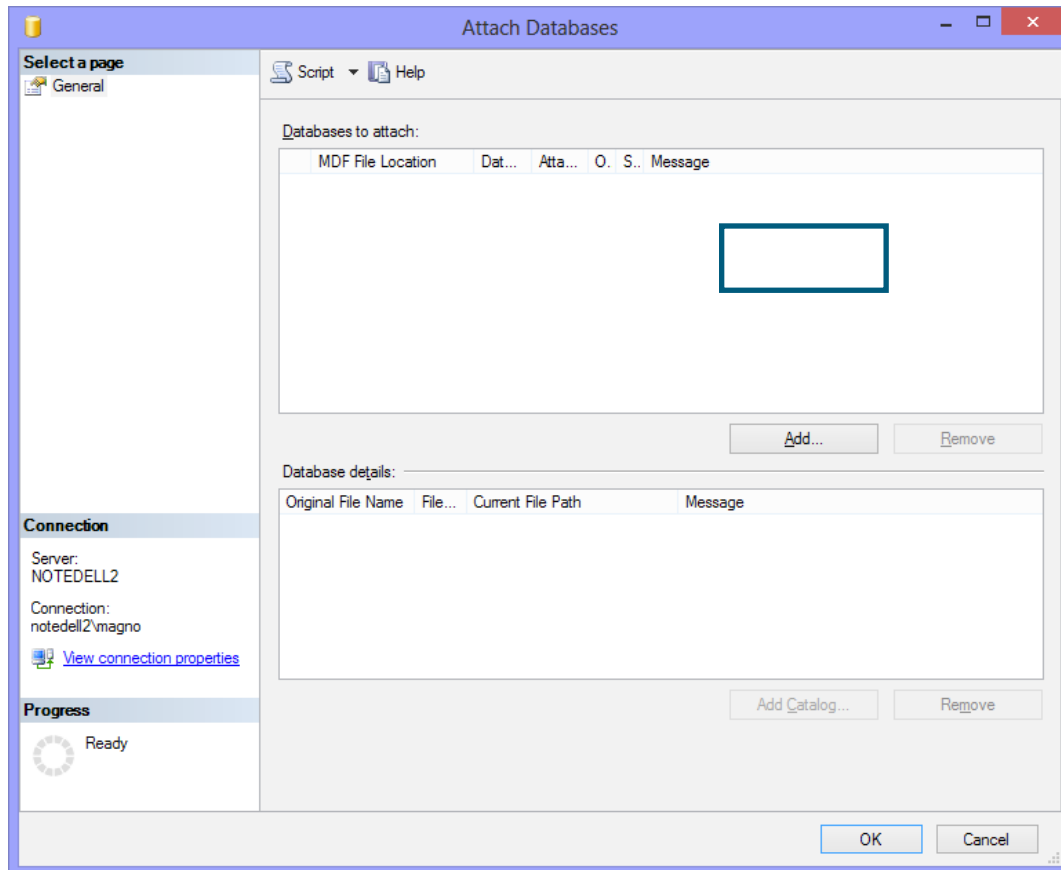 Attach Databases
Select a page
General
Script Help
Databases to attach:
MDF File Location Dat... Atta... O. S.. Message
Add... Remove
Database details:
Original File Name File... Current File Path Message
Connection
Server:
NOTEDELL2
Connection:
notedell2\magno
View connection properties
Add Catalog... Remove
Progress
Ready
OK Cancel